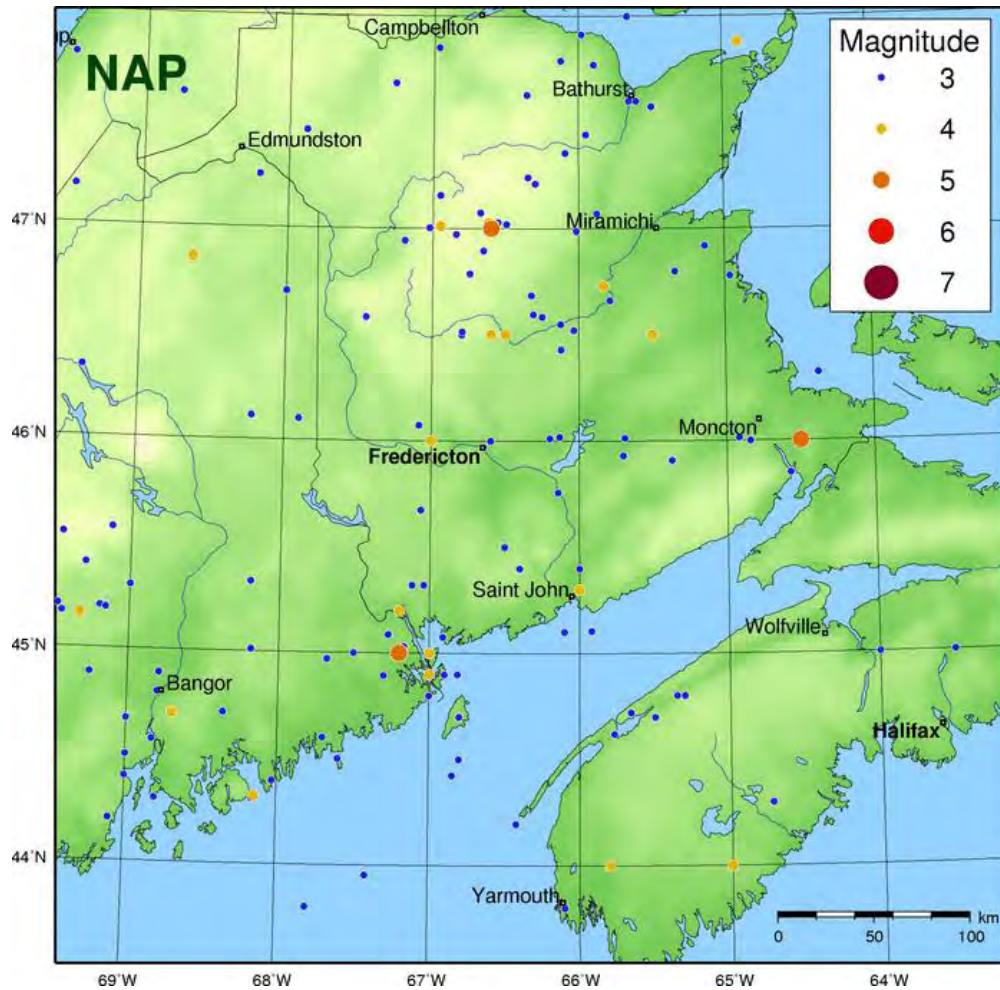 Campbellton
Magnitude
p.
NAP
3
Bathurst
4
Edmundston
5
47°N
Miramichi
6
7
46°N
Moncton
Fredericton
Saint John
Wolfville
45°N
Bangor
Halifax
44°N
Yarmouth
km
0 50 100
69°W 68°W 67°W 66°W 65°W 64°W